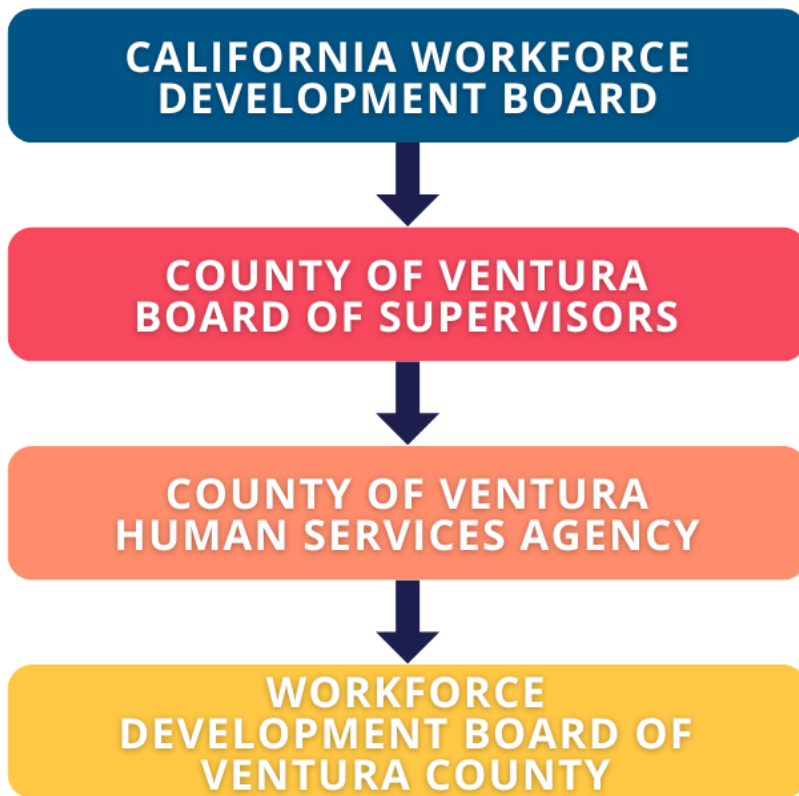 CALIFORNIA WORKFORCE
DEVELOPMENT BOARD
COUNTY OF VENTURA
BOARD OF SUPERVISORS
COUNTY OF VENTURA
HUMAN SERVICES AGENCY
WORKFORCE
DEVELOPMENT BOARD OF
VENTURA COUNTY